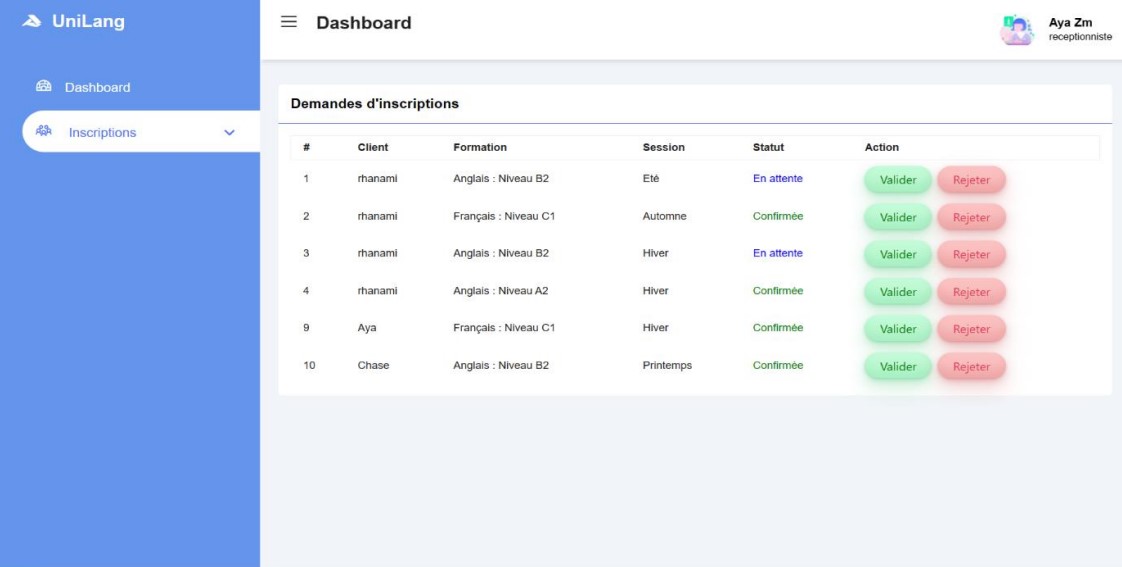 UniLang
Dashboard
Aya Zm
receptionniste
Dashboard
Inscriptions
Demandes d'inscriptions
# Client Formation Session Statut Action
1 rhanami Anglais : Niveau B2 Eté En attente Valider Rejeter
2 rhanami Français : Niveau C1 Automne Confirmée Valider Rejeter
3 rhanami Anglais : Niveau B2 Hiver En attente Valider Rejeter
4 rhanami Anglais : Niveau A2 Hiver Confirmée Valider Rejeter
9 Aya Français : Niveau C1 Hiver Confirmée Valider Rejeter
10 Chase Anglais : Niveau B2 Printemps Confirmée Valider Rejeter